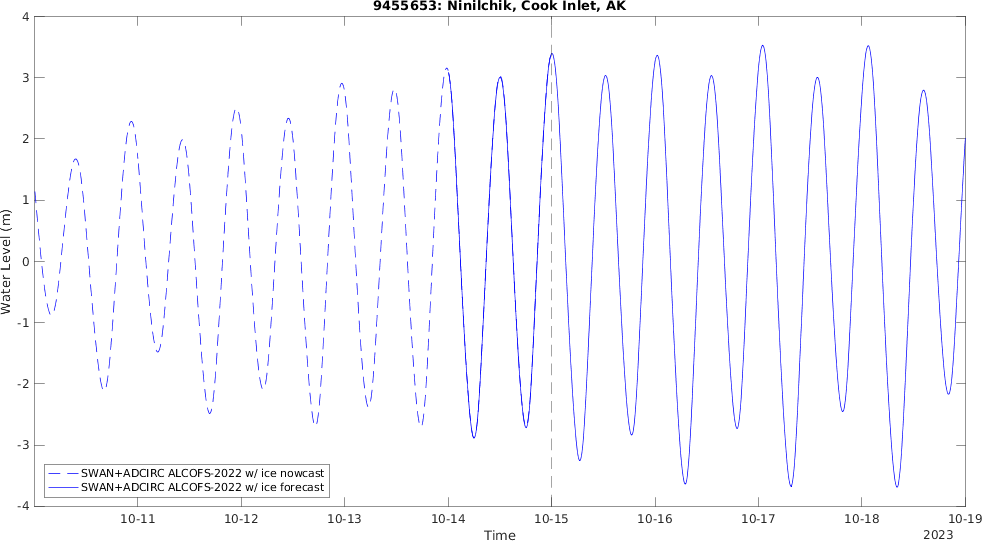 9455653: Ninilchik, Cook Inlet, AK
4
3
2
1
0
-1
-2
-3
-4
Water Level (m)
SWAN+ADCIRC ALCOFS-2022 w/ ice nowcast
SWAN+ADCIRC ALCOFS-2022 w/ ice forecast
10-11 10-12 10-13 10-14 10-15 10-16 10-17 10-18 10-19
Time
2023